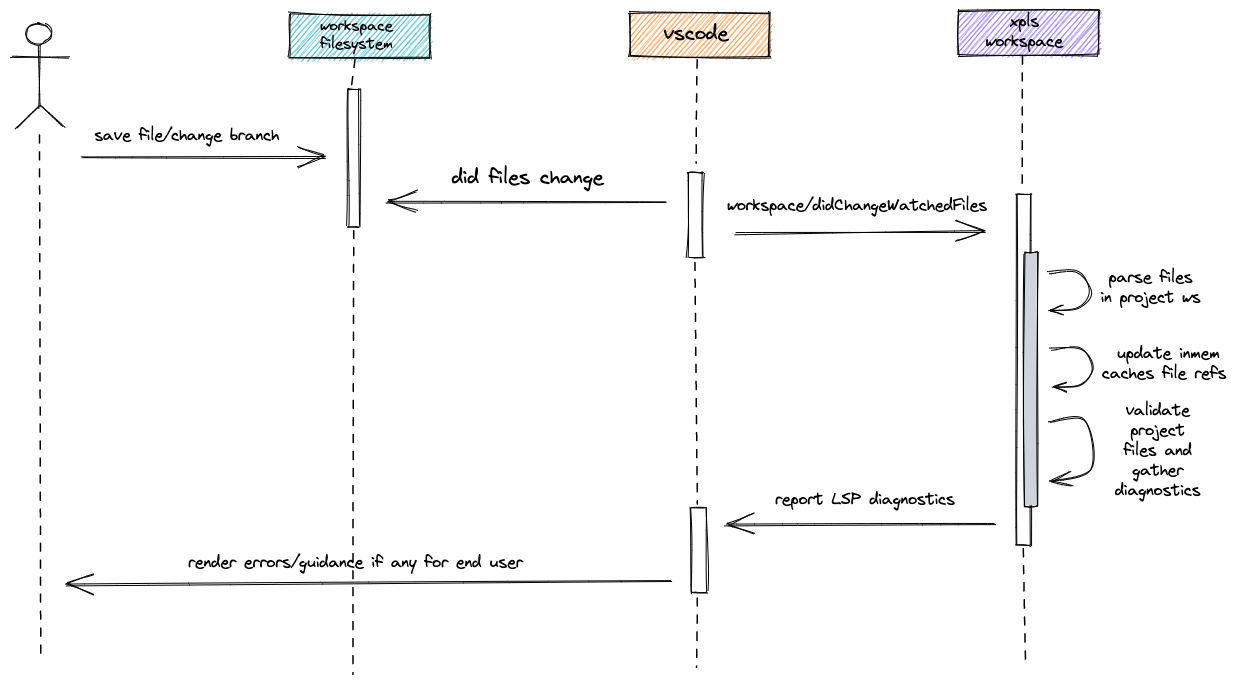 workspace
filesystem
vscode
xpls
workspace
save file/change branch
did files change
workspace/didChangeWatchedFiles
parse files
in project ws
update inmem
caches file refs
validate
project
files and
gather
diagnostics
report LSP diagnostics
render errors/guidance if any for end user